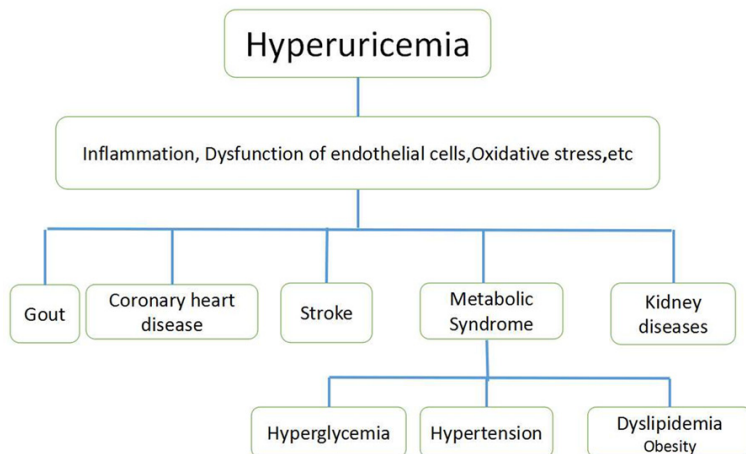 Hyperuricemia
Inflammation, Dysfunction of endothelial cells,Oxidative stress,etc
Gout
Coronary heart
disease
Stroke
Metabolic
Syndrome
Kidney
diseases
Hyperglycemia
Hypertension
Dyslipidemia
Obesity